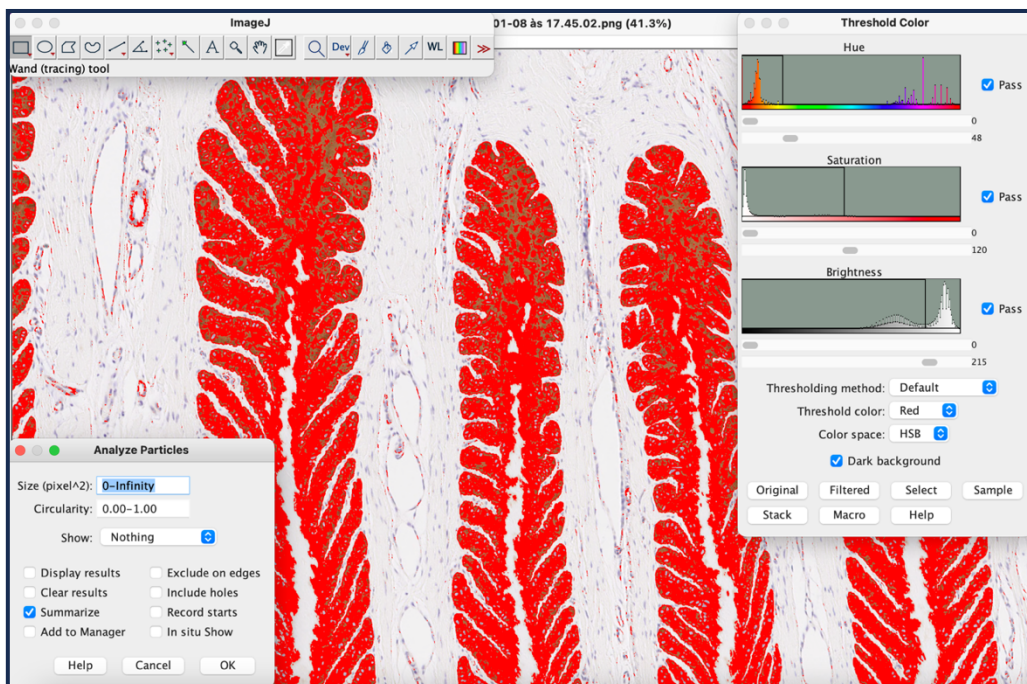 ImageJ
01-08 às 17.45.02.png (41.3%)
Dev
WL
Wand (tracing) tool
Threshold Color
Hue
Pass
0
48
Saturation
Pass
0
120
Brightness
Pass
0
215
Thresholding method: Default
Threshold color: Red
Color space: HSB
Dark background
Original Filtered Select Sample
Stack Macro Help
Analyze Particles
Size (pixel^2): 0-Infinity
Circularity: 0.00-1.00
Show: Nothing
Display results Exclude on edges
Clear results Include holes
Summarize Record starts
Add to Manager In situ Show
Help Cancel OK